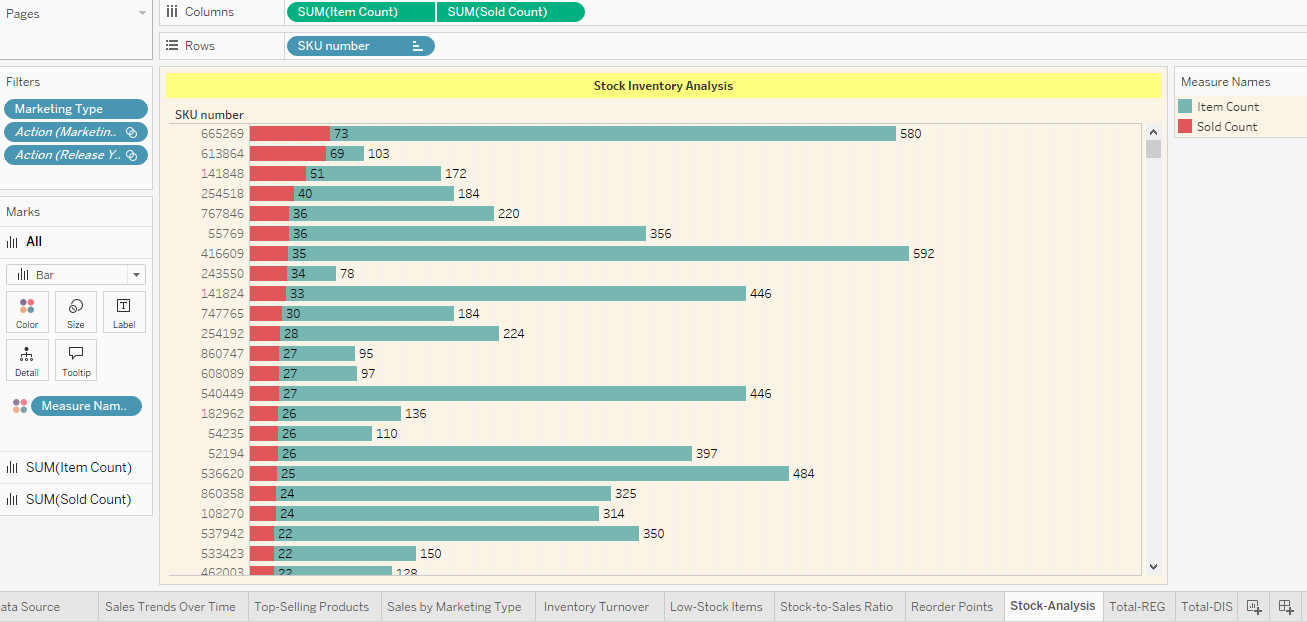 Pages
Columns
SUM(Item Count)
SUM(Sold Count)
Rows
SKU number
Filters
Marketing Type
Action (Marketin..
Action (Release Y..
Marks
All
Bar
Color
Size
Label
Detail
Tooltip
Measure Nam..
SUM(Item Count)
SUM(Sold Count)
Stock Inventory Analysis
SKU number
665269 73 580
613864 69 103
141848 51 172
254518 40 184
767846 36 220
55769 36 356
416609 35 592
243550 34 78
141824 33 446
747765 30 184
254192 28 224
860747 27 95
608089 27 97
540449 27 446
182962 26 136
54235 26 110
52194 26 397
536620 25 484
860358 24 325
108270 24 314
537942 22 350
533423 22 150
462003 22 128
Measure Names
Item Count
Sold Count
ata Source
Sales Trends Over Time
Top-Selling Products
Sales by Marketing Type
Inventory Turnover
Low-Stock Items
Stock-to-Sales Ratio
Reorder Points
Stock-Analysis
Total-REG
Total-DIS